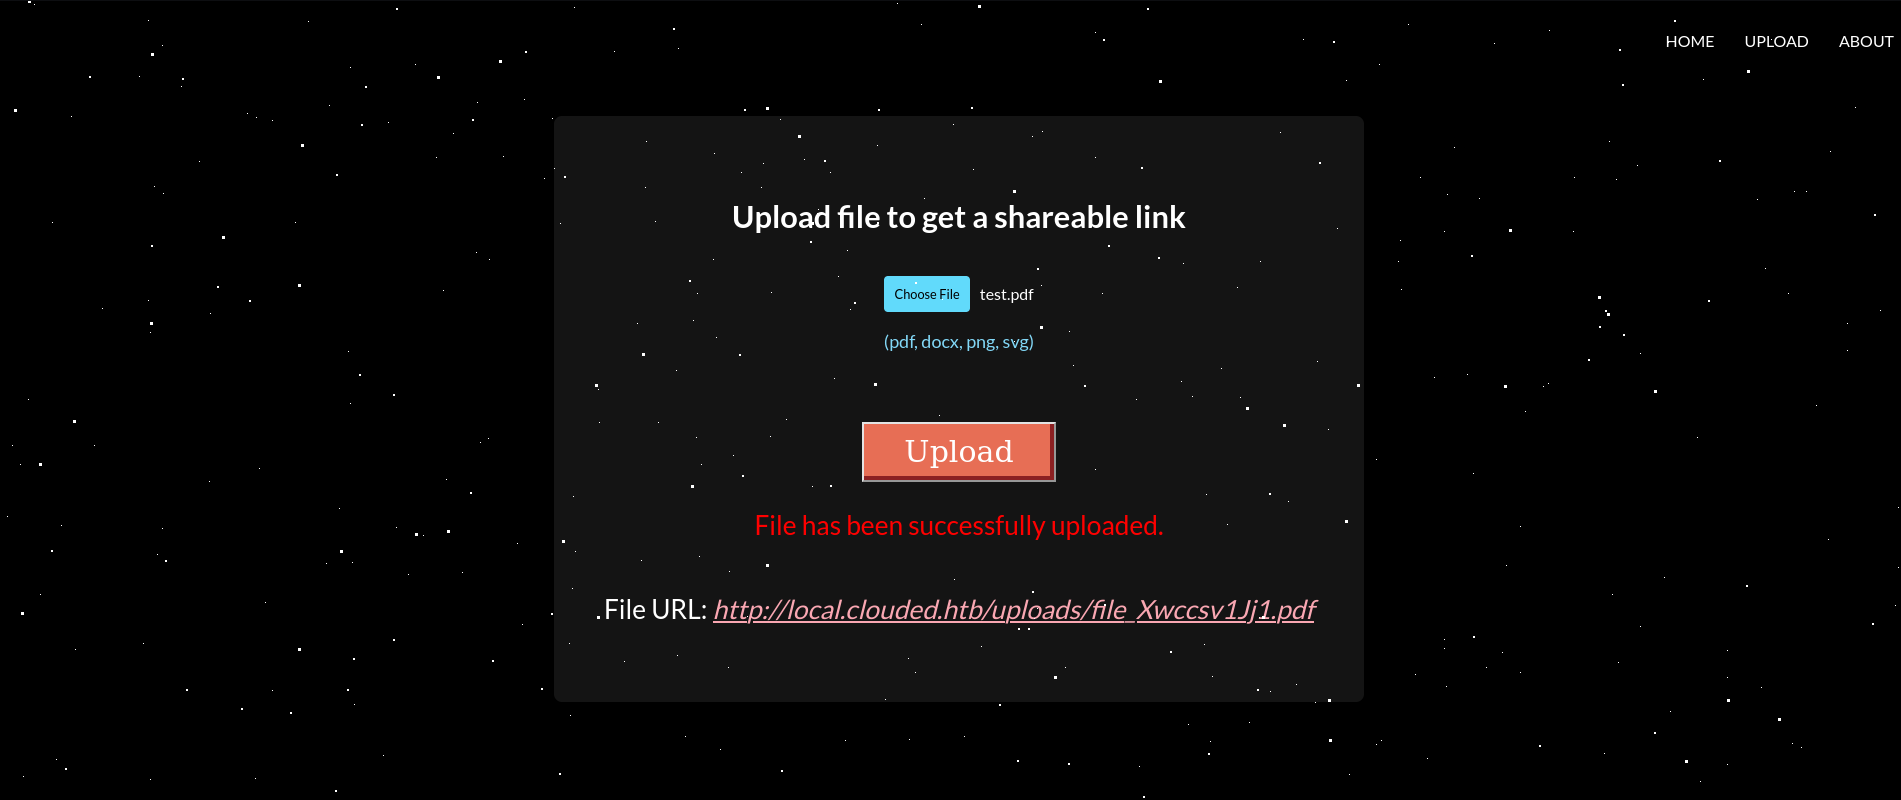 HOME UPLOAD ABOUT
Upload file to get a shareable link
Choose File test.pdf
(pdf, docx, png, svg)
Upload
File has been successfully uploaded.
File URL: http://local.clouded.htb/uploads/file_Xwccsv1Jj1.pdf